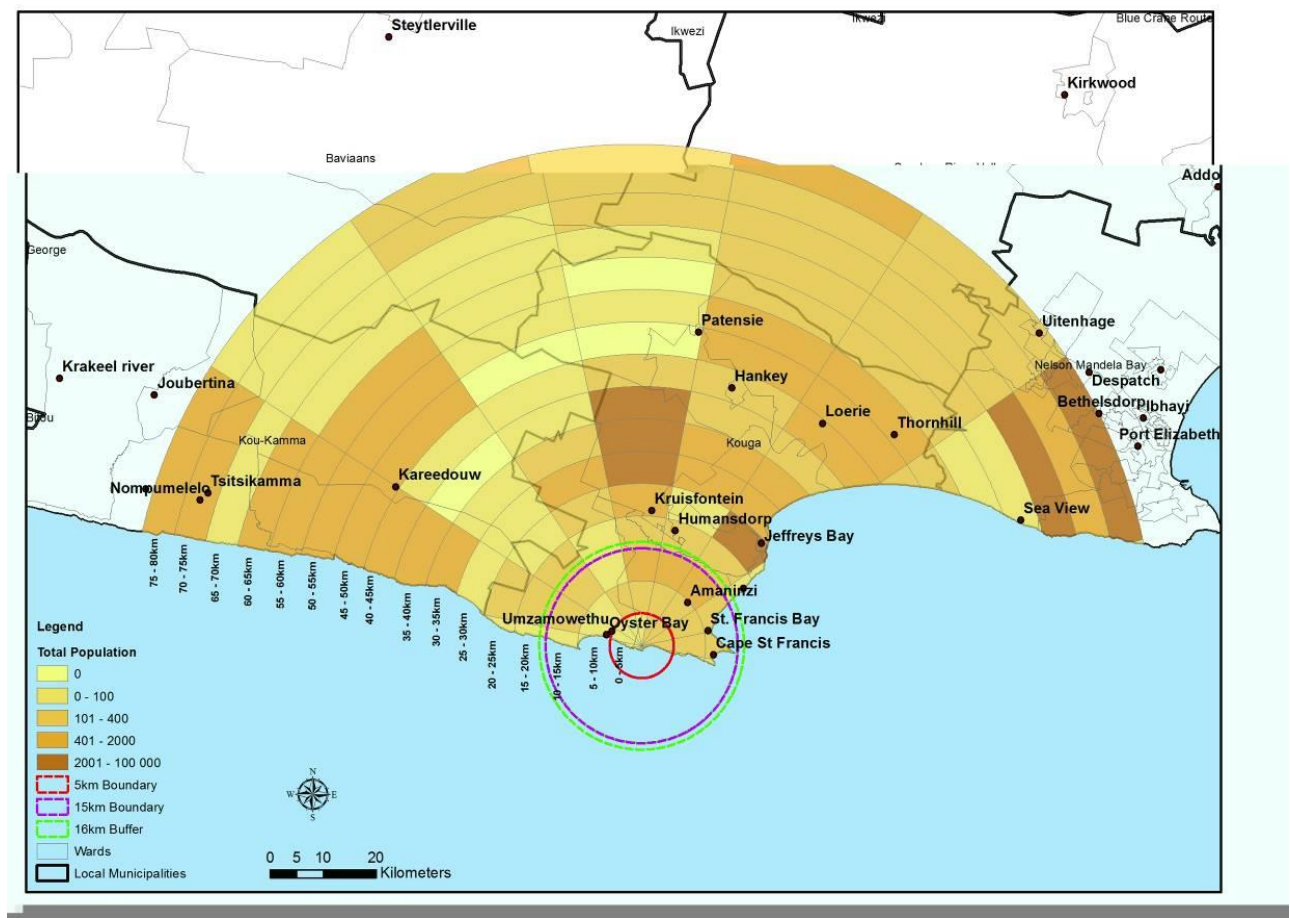 Steytlerville
Ikwezi
Ikwezi
Blue Crane Route
Kirkwood
Baviaans
Addo
George
Patensie
Uitenhage
Krakeel river
Joubertina
Hankey
Nelson Mandela Bay
Despatch
Bethelsdorp
Ibhayi
Loerie
Thornhill
Kou-Kamma
Kouga
Port Elizabeth
Kareedouw
Nompumelelo
Tsitsikamma
Kruisfontein
Sea View
Humansdorp
Jeffreys Bay
Amaninzi
Umzamowethu
Oyster Bay
St. Francis Bay
Cape St Francis
75 - 80km
70 - 75km
65 - 70km
60 - 65km
55 - 60km
50 - 55km
45 - 50km
40 - 45km
35 - 40km
30 - 35km
25 - 30km
20 - 25km
15 - 20km
10 - 15km
5 - 10km
0 - 5km
Legend
Total Population
0
0 - 100
101 - 400
401 - 2000
2001 - 100 000
5km Boundary
15km Boundary
16km Buffer
Wards
Local Municipalities
N
W E
S
0 5 10 20
Kilometers